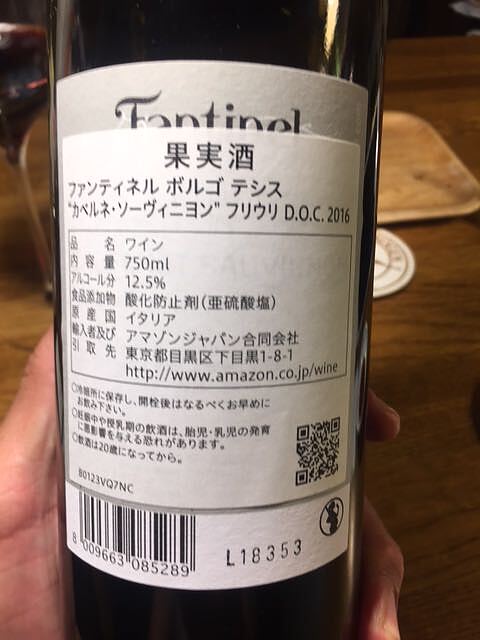 Fantinel
果実酒
ファンティネル ボルゴ テシス
"カベルネ・ソーヴィニヨン" フリウリ D.O.C. 2016
品名 ワイン
内容量 750ml
アルコール分 12.5%
食品添加物 酸化防止剤(亜硫酸塩)
原産国 イタリア
輸入者及び アマゾンジャパン合同会社
引取先 東京都目黒区下目黒1-8-1
http://www.amazon.co.jp/wine
○冷暗所に保存し、開栓後はなるべくお早めに
お飲み下さい。
○妊娠中や授乳期の飲酒は、胎児・乳児の発育
に悪影響を与える恐れがあります。
○飲酒は20歳になってから。
B0123VQ7NC
8 009663 085289
L18353